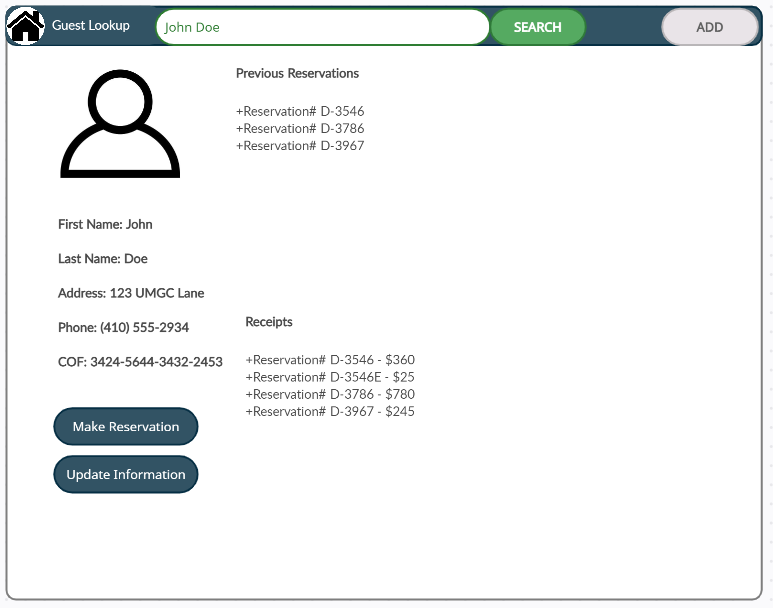 Guest Lookup
John Doe
SEARCH
ADD
Previous Reservations
+Reservation# D-3546
+Reservation# D-3786
+Reservation# D-3967
First Name: John
Last Name: Doe
Address: 123 UMGC Lane
Phone: (410) 555-2934
COF: 3424-5644-3432-2453
Receipts
+Reservation# D-3546 - $360
+Reservation# D-3546E - $25
+Reservation# D-3786 - $780
+Reservation# D-3967 - $245
Make Reservation
Update Information